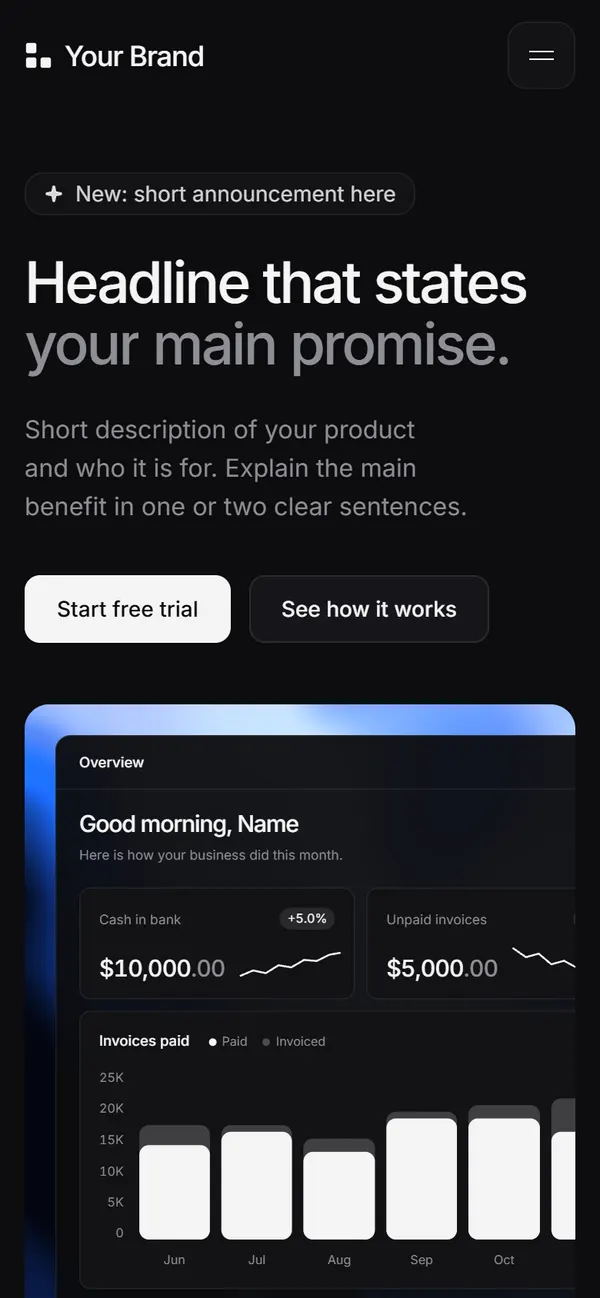 Your Brand
New: short announcement here
Headline that states
your main promise.
Short description of your product
and who it is for. Explain the main
benefit in one or two clear sentences.
Start free trial
See how it works
Overview
Good morning, Name
Here is how your business did this month.
Cash in bank
+5.0%
$10,000.00
Unpaid invoices
$5,000.00
Invoices paid
Paid
Invoiced
25K
20K
15K
10K
5K
0
Jun
Jul
Aug
Sep
Oct